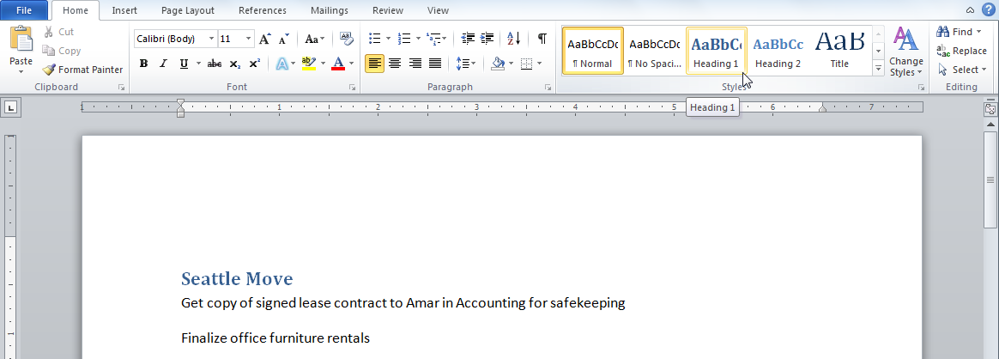 File Home Insert Page Layout References Mailings Review View
Paste
Cut
Copy
Format Painter
Clipboard
Calibri (Body) 11 A A Aa
B I U abc x₂ x² A ab A
Font
A Z ¶
Paragraph
AaBbCcDc AaBbCcDc AaBbC AaBbCc AaB
¶ Normal ¶ No Spaci... Heading 1 Heading 2 Title
Change Styles
Styles
Find
Replace
Select
Editing
Heading 1
1 1 2 3 4 5 6 7
Seattle Move
Get copy of signed lease contract to Amar in Accounting for safekeeping
Finalize office furniture rentals